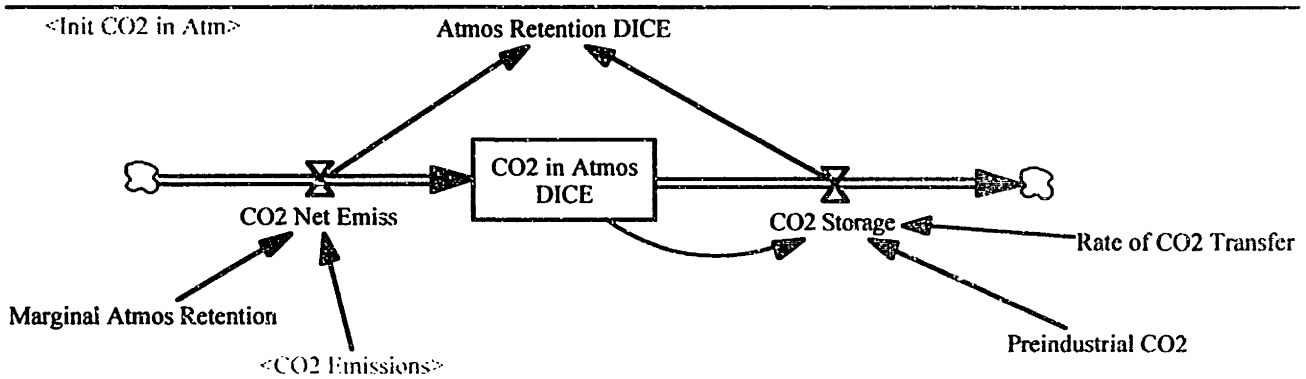 <Init CO2 in Atm>
Atmos Retention DICE
CO2 in Atmos
DICE
CO2 Net Emiss
CO2 Storage
Rate of CO2 Transfer
Marginal Atmos Retention
Preindustrial CO2
<CO2 Emissions>